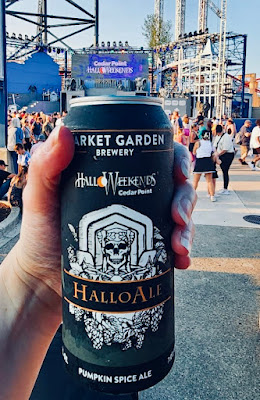 Cedar Point
HALLOWEEKENDS
ARKET GARDEN
BREWERY
HALLOWEEKENDS
Cedar Point
HALLOALE
PUMPKIN SPICE ALE